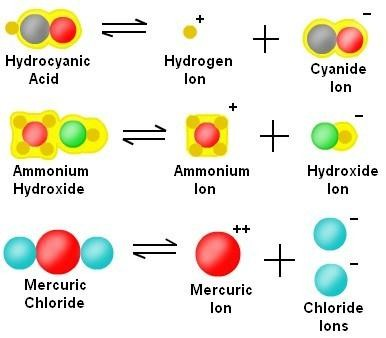 +
+
−
Hydrocyanic Acid
Hydrogen Ion
Cyanide Ion
+
+
−
Ammonium Hydroxide
Ammonium Ion
Hydroxide Ion
++
+
−
−
Mercuric Chloride
Mercuric Ion
Chloride Ions